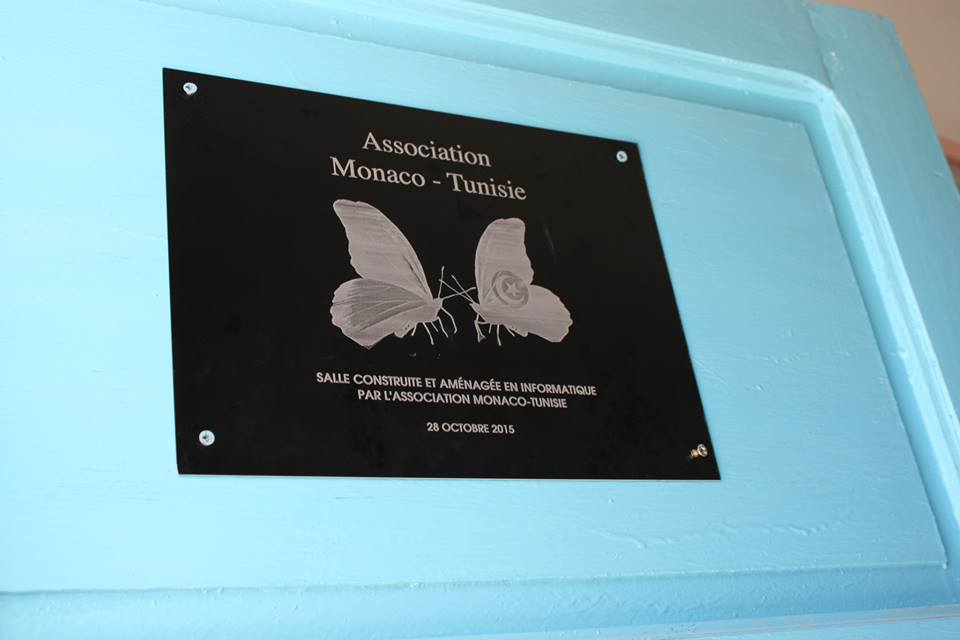 Association
Monaco - Tunisie
SALLE CONSTRUITE ET AMÉNAGÉE EN INFORMATIQUE
PAR L'ASSOCIATION MONACO-TUNISIE
28 OCTOBRE 2015